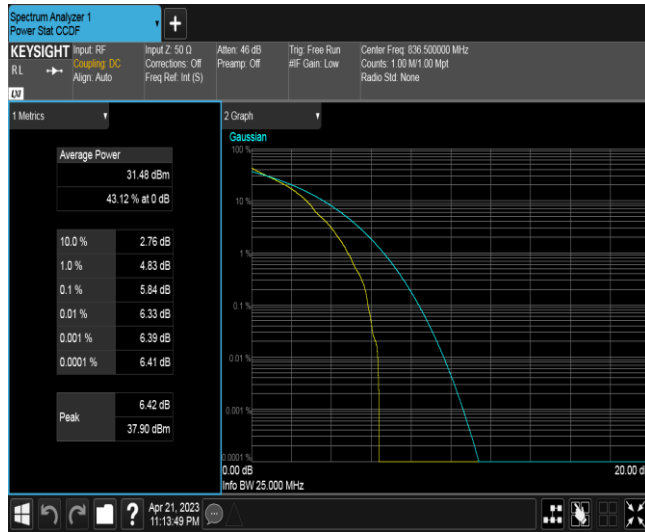 Spectrum Analyzer 1
Power Stat CCDF
+
KEYSIGHT
RL
LXI
Input: RF
Coupling: DC
Align: Auto
Input Z: 50 Ω
Corrections: Off
Freq Ref: Int (S)
Atten: 46 dB
Preamp: Off
Trig: Free Run
#IF Gain: Low
Center Freq: 836.500000 MHz
Counts: 1.00 M/1.00 Mpt
Radio Std: None
1 Metrics
Average Power
31.48 dBm
43.12 % at 0 dB
10.0 % 2.76 dB
1.0 % 4.83 dB
0.1 % 5.84 dB
0.01 % 6.33 dB
0.001 % 6.39 dB
0.0001 % 6.41 dB
Peak
6.42 dB
37.90 dBm
2 Graph
Gaussian
100 %
10 %
1 %
0.1 %
0.01 %
0.001 %
0.0001 %
0.00 dB
20.00 d
Info BW 25.000 MHz
?
Apr 21, 2023
11:13:49 PM